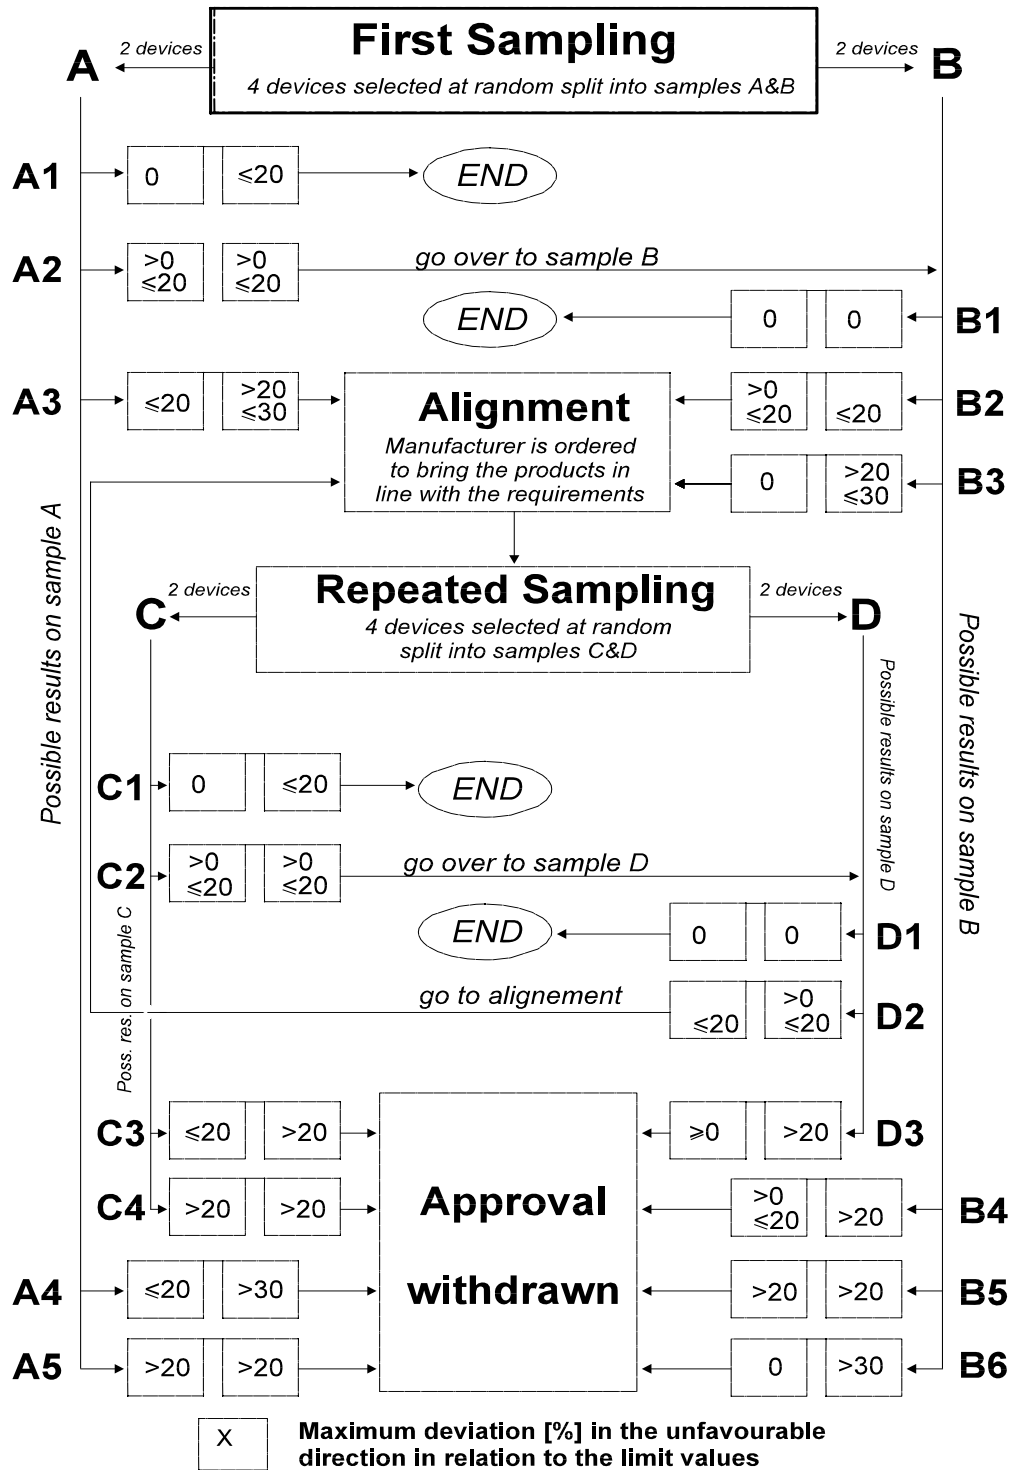 First Sampling
4 devices selected at random split into samples A&B
A
2 devices
2 devices
B
A1
0
≤20
END
A2
>0
≤20
>0
≤20
go over to sample B
END
0
0
B1
A3
≤20
>20
≤30
Alignment
Manufacturer is ordered
to bring the products in
line with the requirements
>0
≤20
≤20
B2
0
>20
≤30
B3
Possible results on sample A
Possible results on sample B
C
2 devices
Repeated Sampling
4 devices selected at random
split into samples C&D
2 devices
D
Possible results on sample D
Poss. res. on sample C
C1
0
≤20
END
C2
>0
≤20
>0
≤20
go over to sample D
END
0
0
D1
go to alignement
≤20
>0
≤20
D2
C3
≤20
>20
Approval
withdrawn
≥0
>20
D3
C4
>20
>20
>0
≤20
>20
B4
A4
≤20
>30
>20
>20
B5
A5
>20
>20
0
>30
B6
X
Maximum deviation [%] in the unfavourable
direction in relation to the limit values